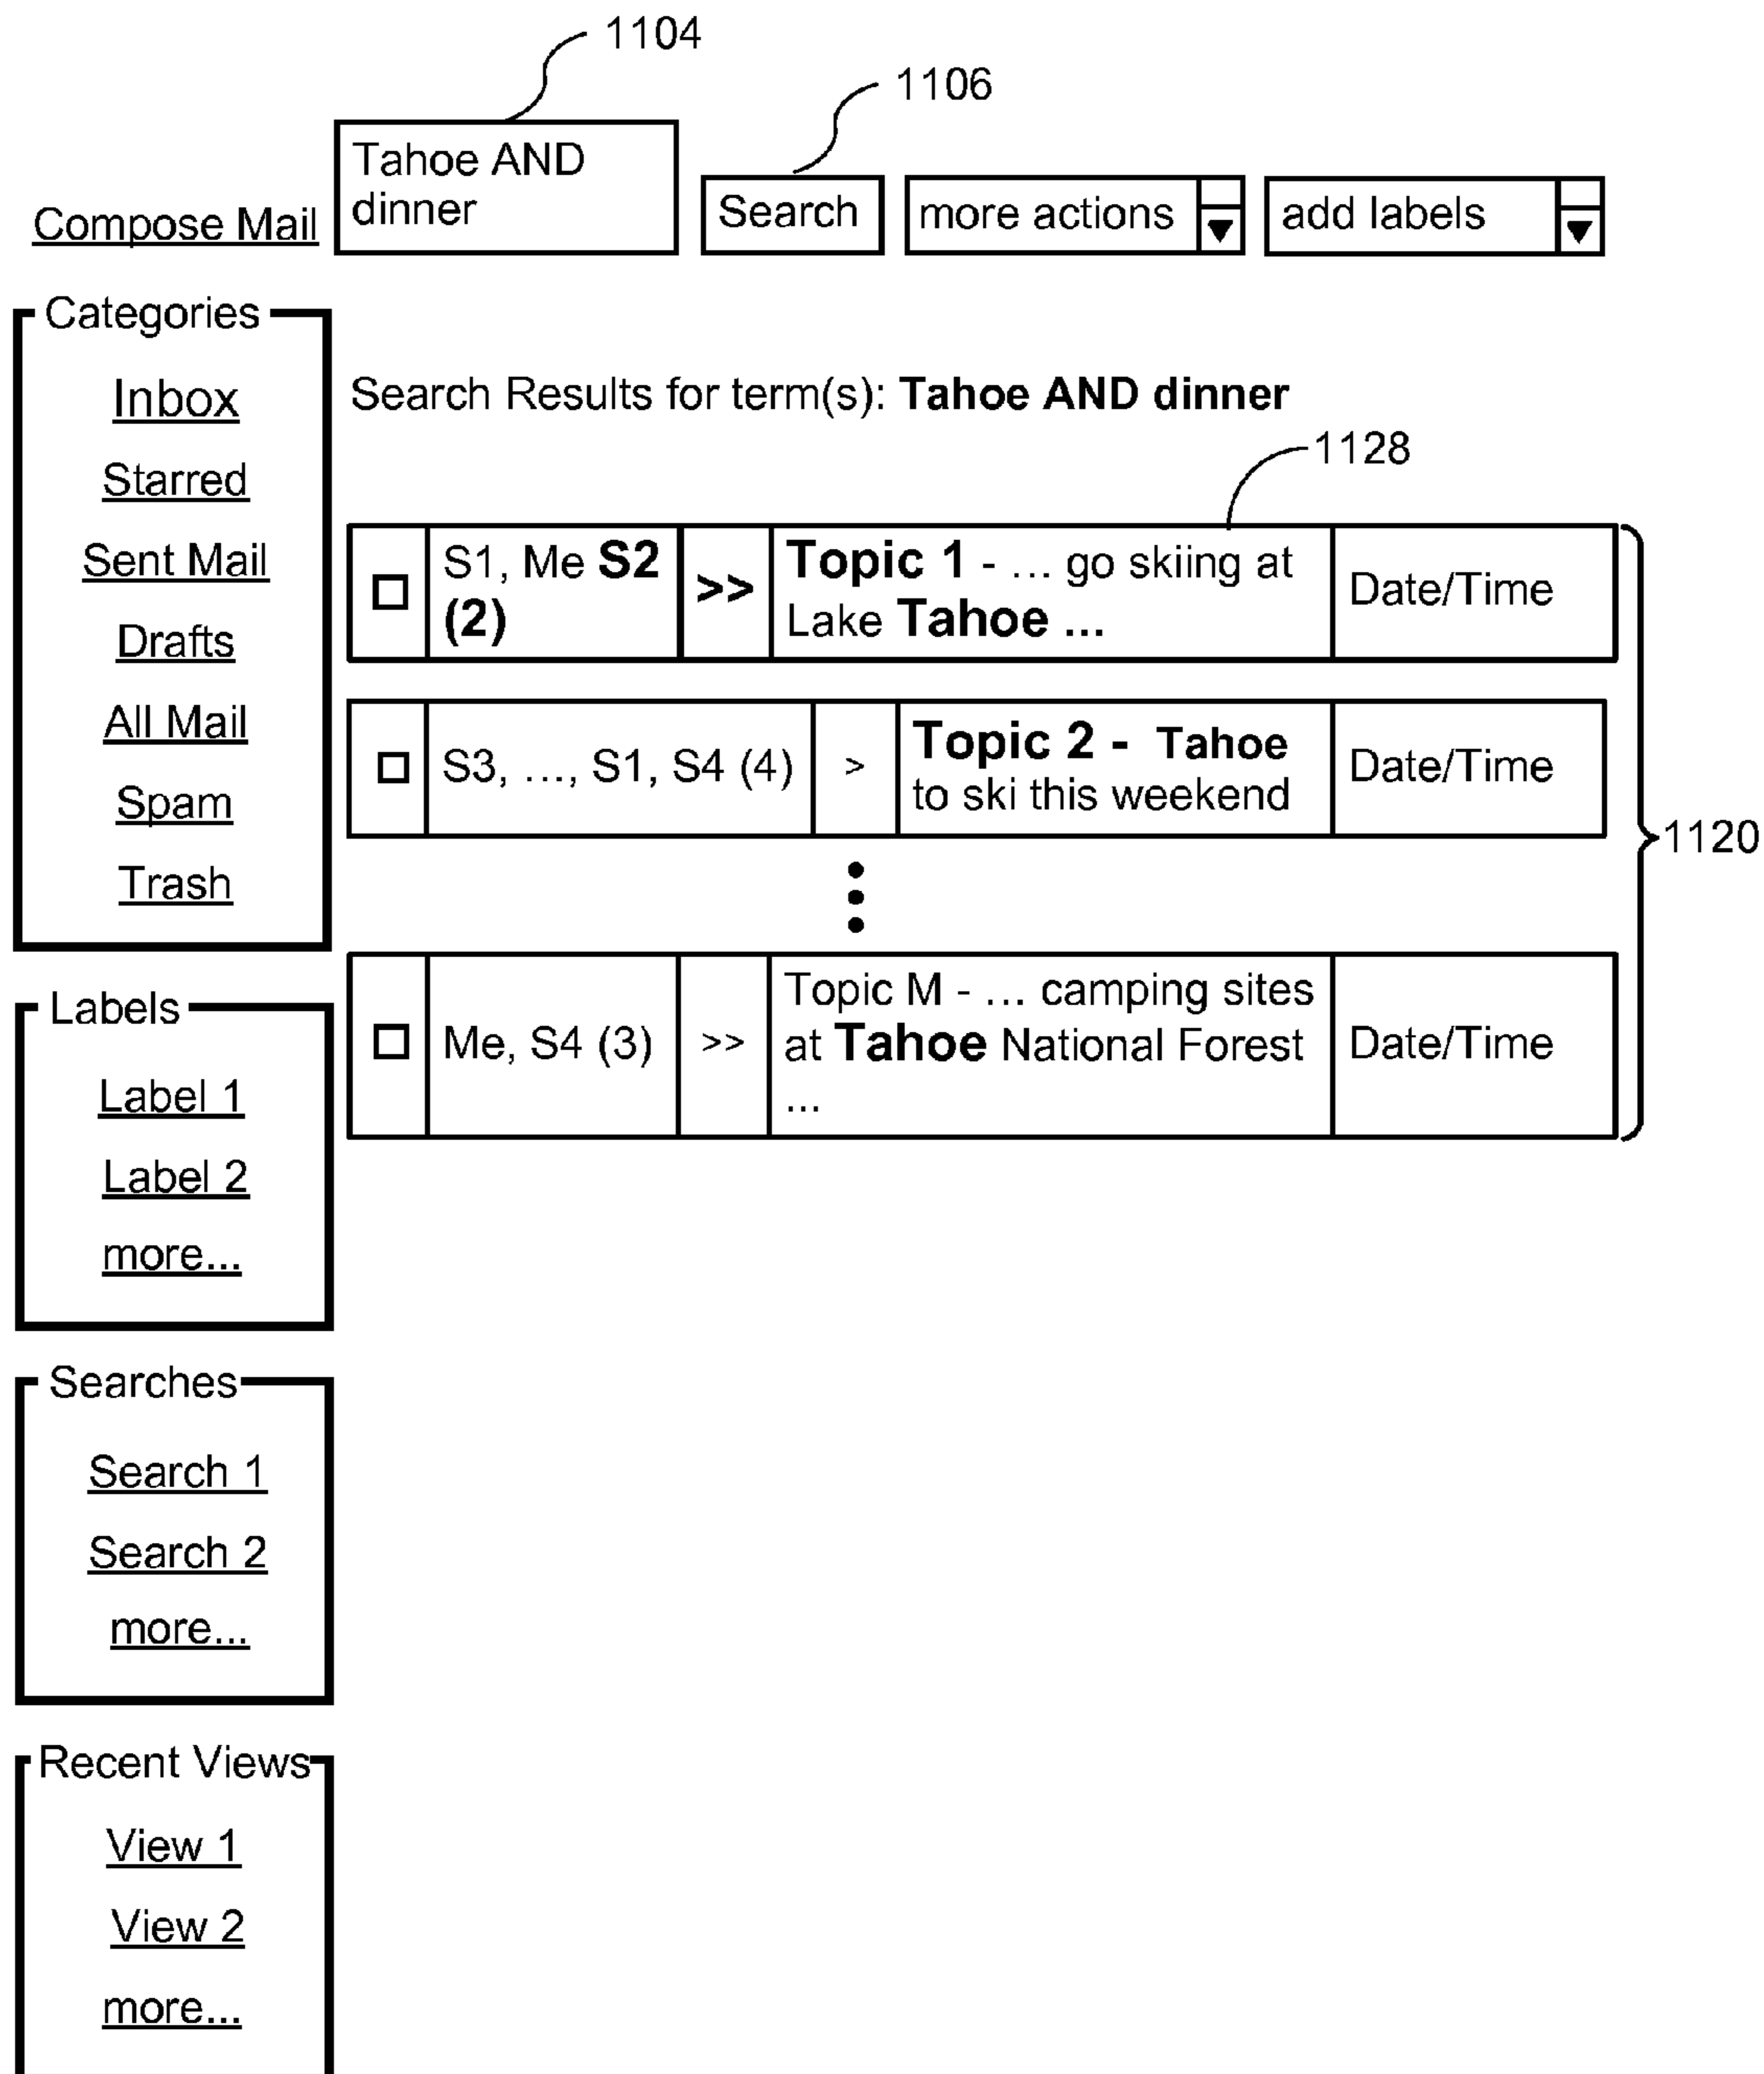 1104
1106
Tahoe AND
dinner
Compose Mail
Search
more actions
add labels
Categories
Inbox
Starred
Sent Mail
Drafts
All Mail
Spam
Trash
Search Results for term(s): Tahoe AND dinner
1128
S1, Me S2
(2)
>>
Topic 1 - ... go skiing at
Lake Tahoe ...
Date/Time
S3, ..., S1, S4 (4)
>
Topic 2 - Tahoe
to ski this weekend
Date/Time
1120
Me, S4 (3)
>>
Topic M - ... camping sites
at Tahoe National Forest
...
Date/Time
Labels
Label 1
Label 2
more...
Searches
Search 1
Search 2
more...
Recent Views
View 1
View 2
more...